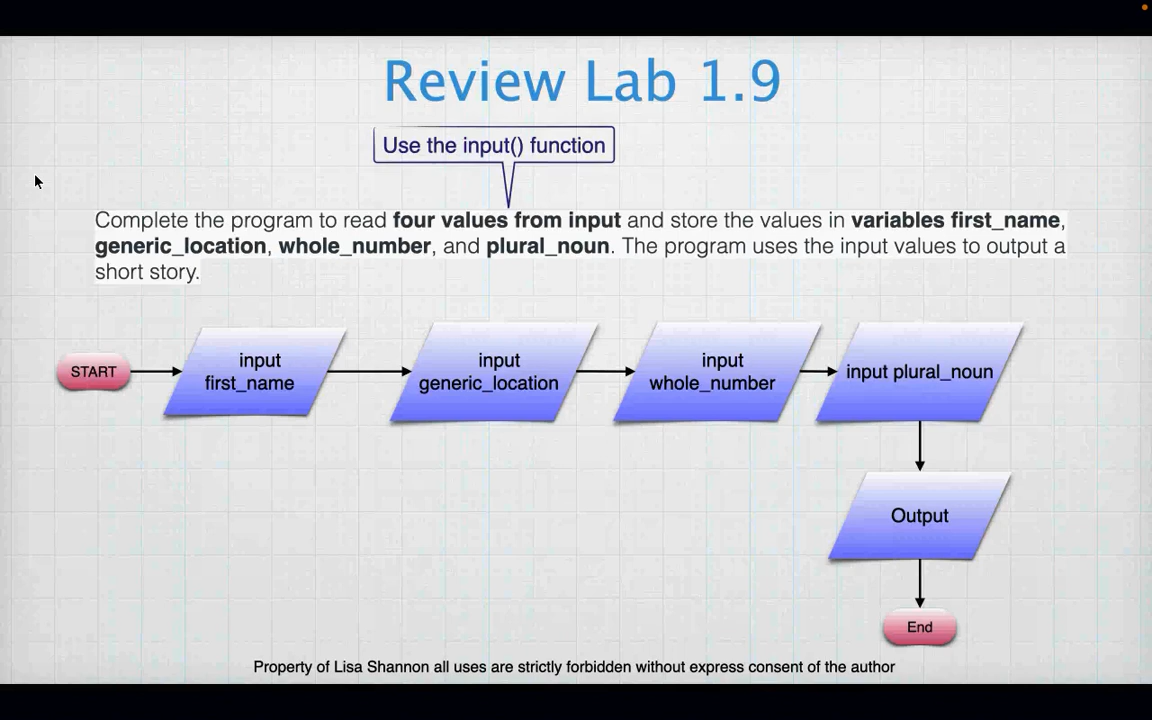 Review Lab 1.9
Use the input() function
Complete the program to read four values from input and store the values in variables first_name,
generic_location, whole_number, and plural_noun. The program uses the input values to output a
short story.
START
input
first_name
input
generic_location
input
whole_number
input plural_noun
Output
End
Property of Lisa Shannon all uses are strictly forbidden without express consent of the author